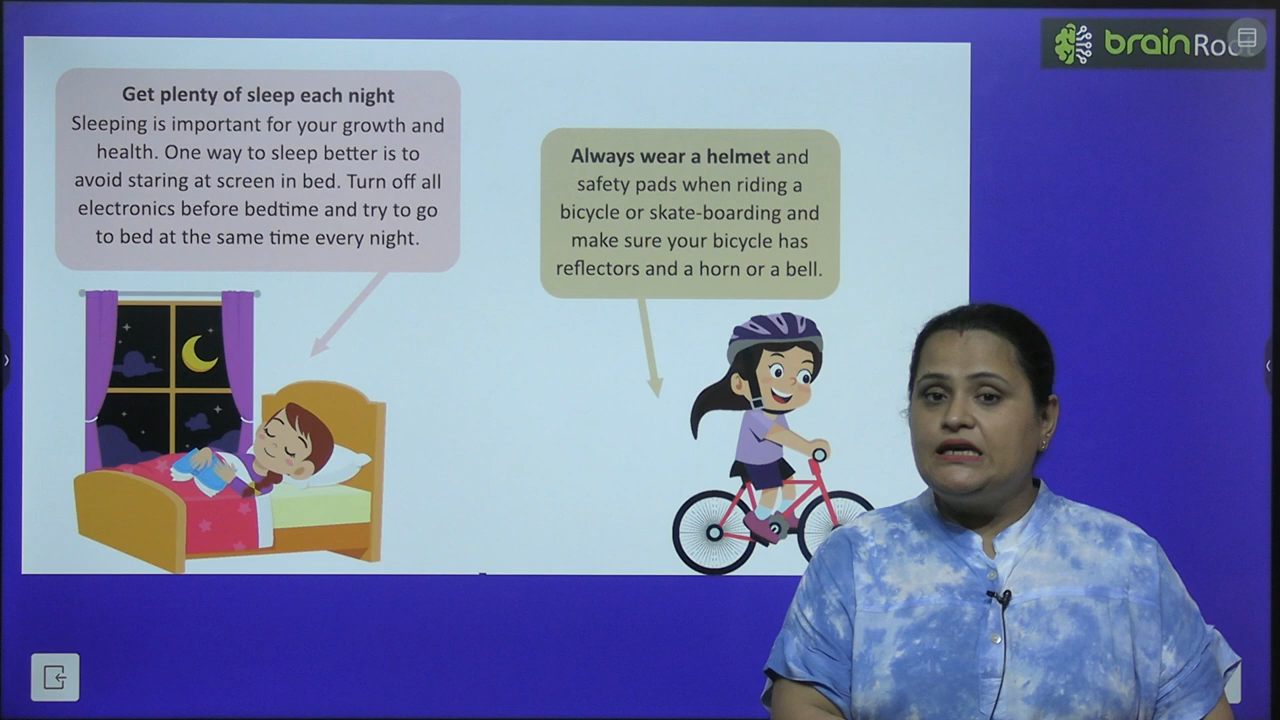 Get plenty of sleep each night
Sleeping is important for your growth and
health. One way to sleep better is to
avoid staring at screen in bed. Turn off all
electronics before bedtime and try to go
to bed at the same time every night.
Always wear a helmet and
safety pads when riding a
bicycle or skate-boarding and
make sure your bicycle has
reflectors and a horn or a bell.